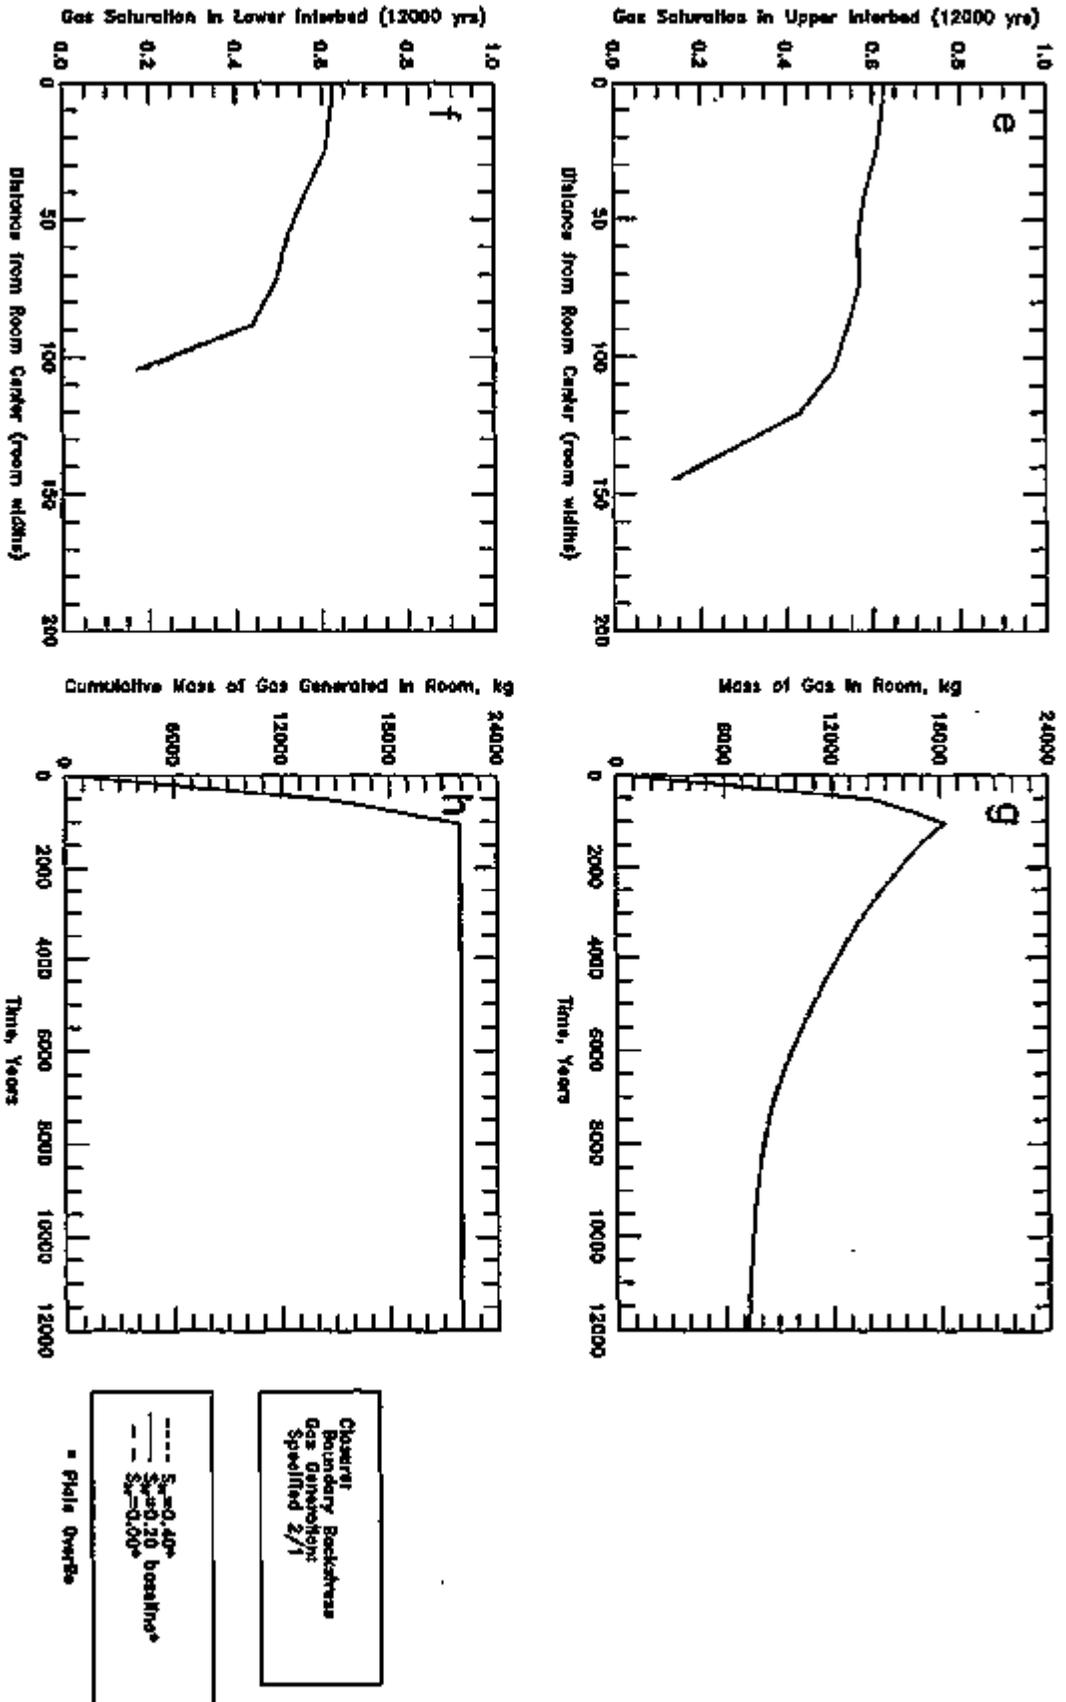 e
Gas Saturation in Upper Interbed (12000 yrs)
1.0
0.8
0.6
0.4
0.2
0.0
0
50
100
150
200
Distance from Room Center (room widths)
g
Mass of Gas in Room, kg
24000
18000
12000
6000
0
0
2000
4000
6000
8000
10000
12000
Time, Years
f
Gas Saturation in Lower Interbed (12000 yrs)
1.0
0.8
0.6
0.4
0.2
0.0
0
50
100
150
200
Distance from Room Center (room widths)
h
Cumulative Mass of Gas Generated in Room, kg
24000
18000
12000
6000
0
0
2000
4000
6000
8000
10000
12000
Time, Years
Closure:
Boundary Backstress
Gas Generation:
Specified 2/1
=0.40*
=0.20 baseline*
=0.00*
* Plots Overlie